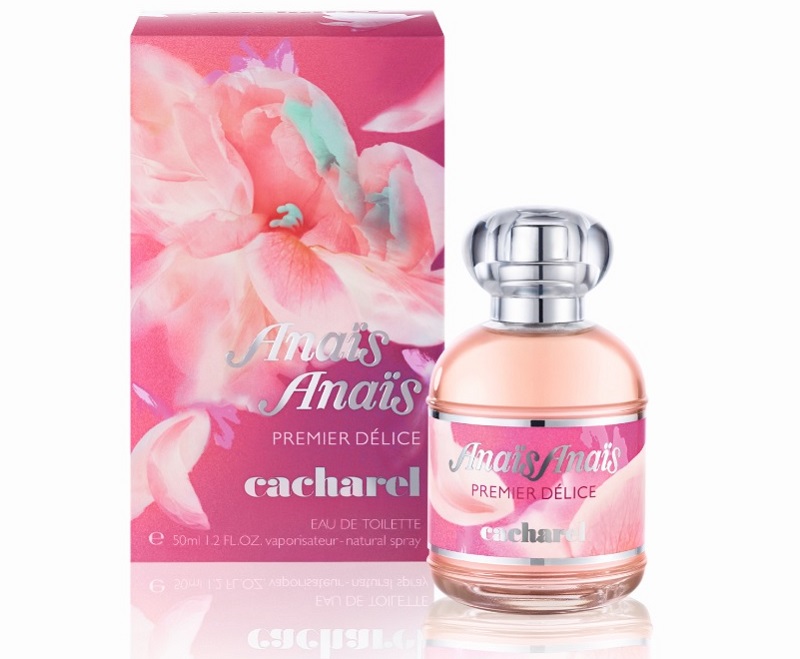 Anaïs
Anaïs
PREMIER DÉLICE
cacharel
EAU DE TOILETTE
℮ 50ml 1.2 FL.OZ. vaporisateur - natural spray
Anaïs Anaïs
PREMIER DÉLICE
cacharel